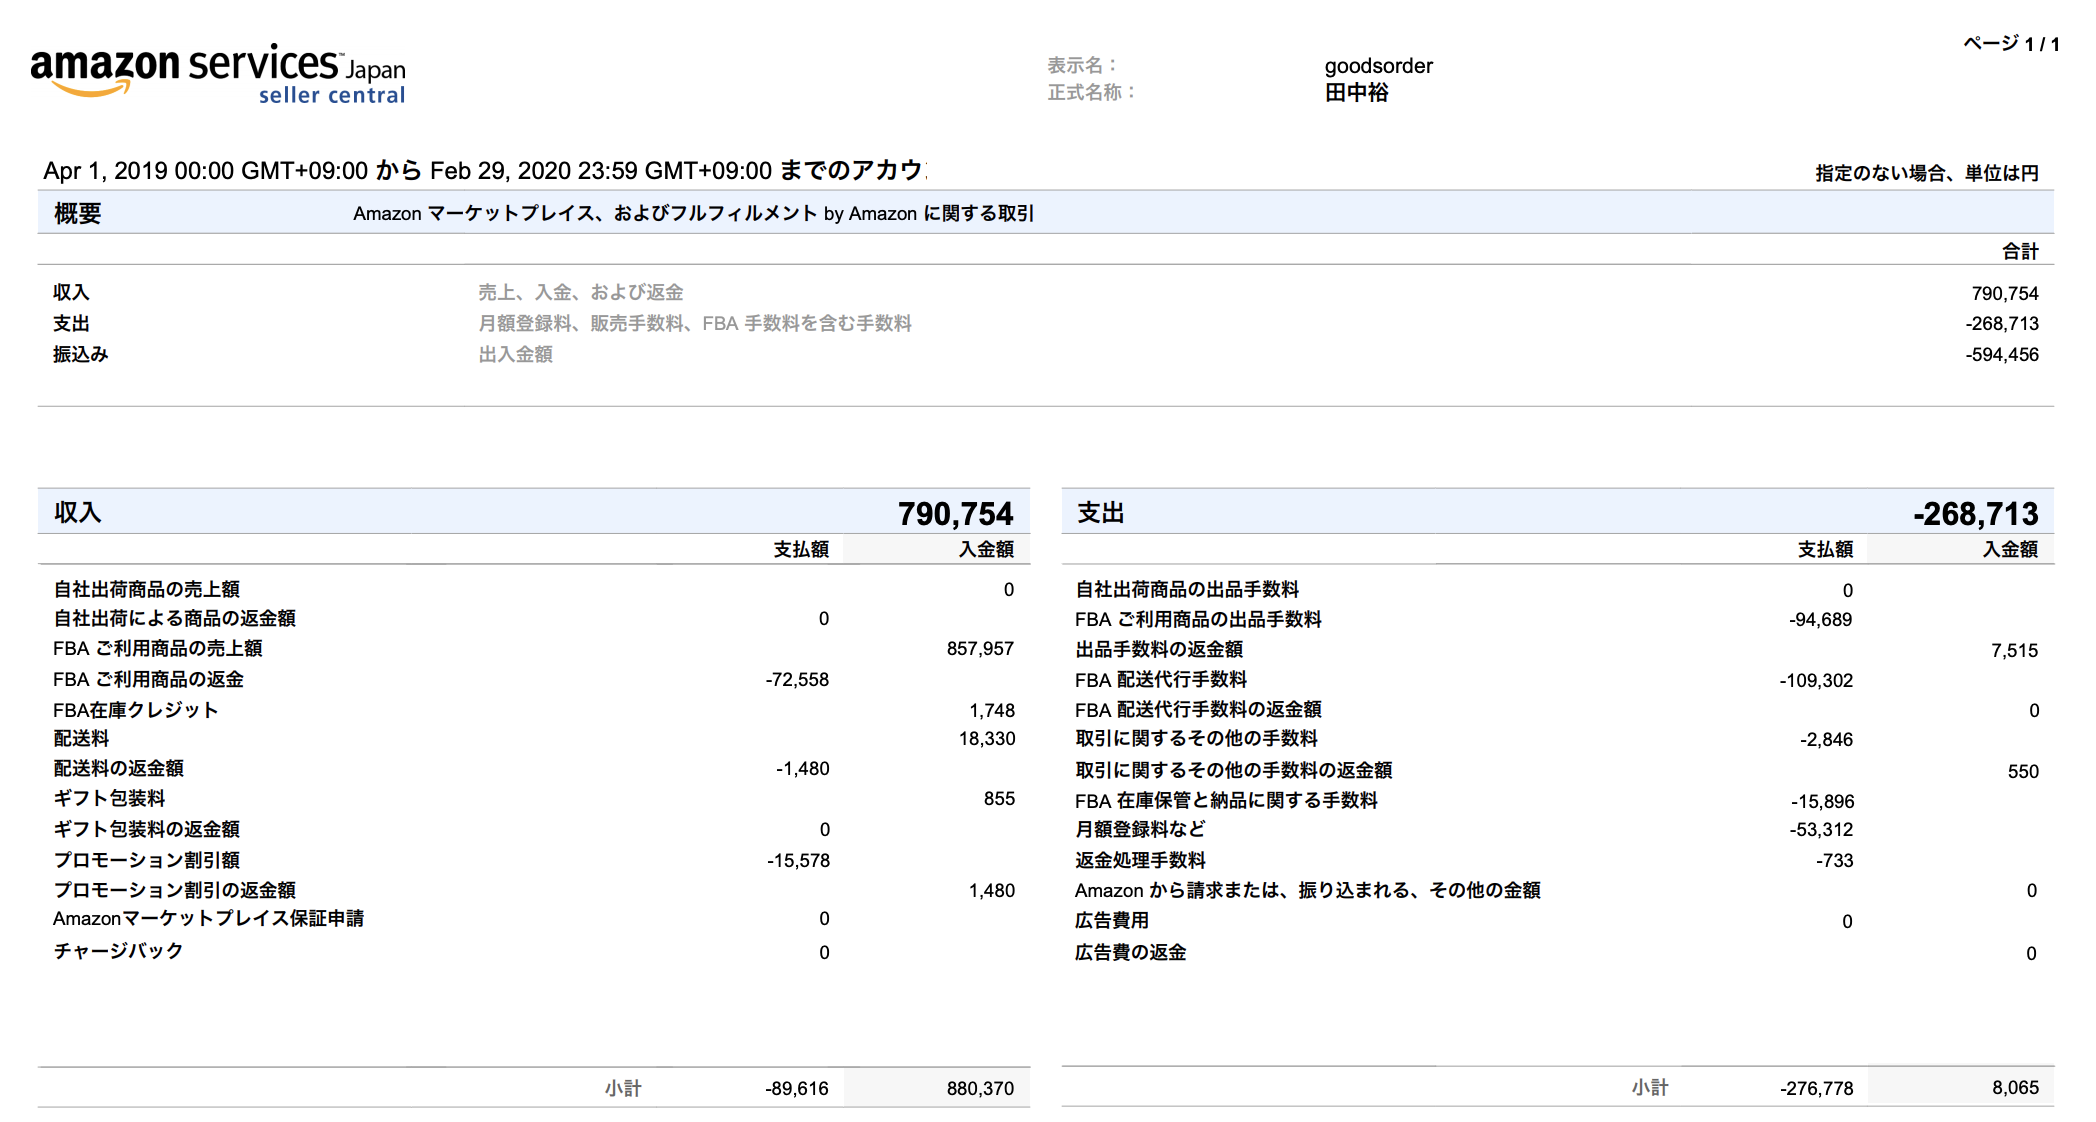 amazon services™ Japan
seller central
ページ 1 / 1
表示名： goodsorder
正式名称： 田中裕
Apr 1, 2019 00:00 GMT+09:00 から Feb 29, 2020 23:59 GMT+09:00 までのアカウ
指定のない場合、単位は円
概要 Amazon マーケットプレイス、およびフルフィルメント by Amazon に関する取引
合計
収入 売上、入金、および返金 790,754
支出 月額登録料、販売手数料、FBA 手数料を含む手数料 -268,713
振込み 出入金額 -594,456
収入 790,754
支払額 入金額
自社出荷商品の売上額 0
自社出荷による商品の返金額 0
FBA ご利用商品の売上額 857,957
FBA ご利用商品の返金 -72,558
FBA在庫クレジット 1,748
配送料 18,330
配送料の返金額 -1,480
ギフト包装料 855
ギフト包装料の返金額 0
プロモーション割引額 -15,578
プロモーション割引の返金額 1,480
Amazonマーケットプレイス保証申請 0
チャージバック 0
小計 -89,616 880,370
支出 -268,713
支払額 入金額
自社出荷商品の出品手数料 0
FBA ご利用商品の出品手数料 -94,689
出品手数料の返金額 7,515
FBA 配送代行手数料 -109,302
FBA 配送代行手数料の返金額 0
取引に関するその他の手数料 -2,846
取引に関するその他の手数料の返金額 550
FBA 在庫保管と納品に関する手数料 -15,896
月額登録料など -53,312
返金処理手数料 -733
Amazon から請求または、振り込まれる、その他の金額 0
広告費用 0
広告費の返金 0
小計 -276,778 8,065